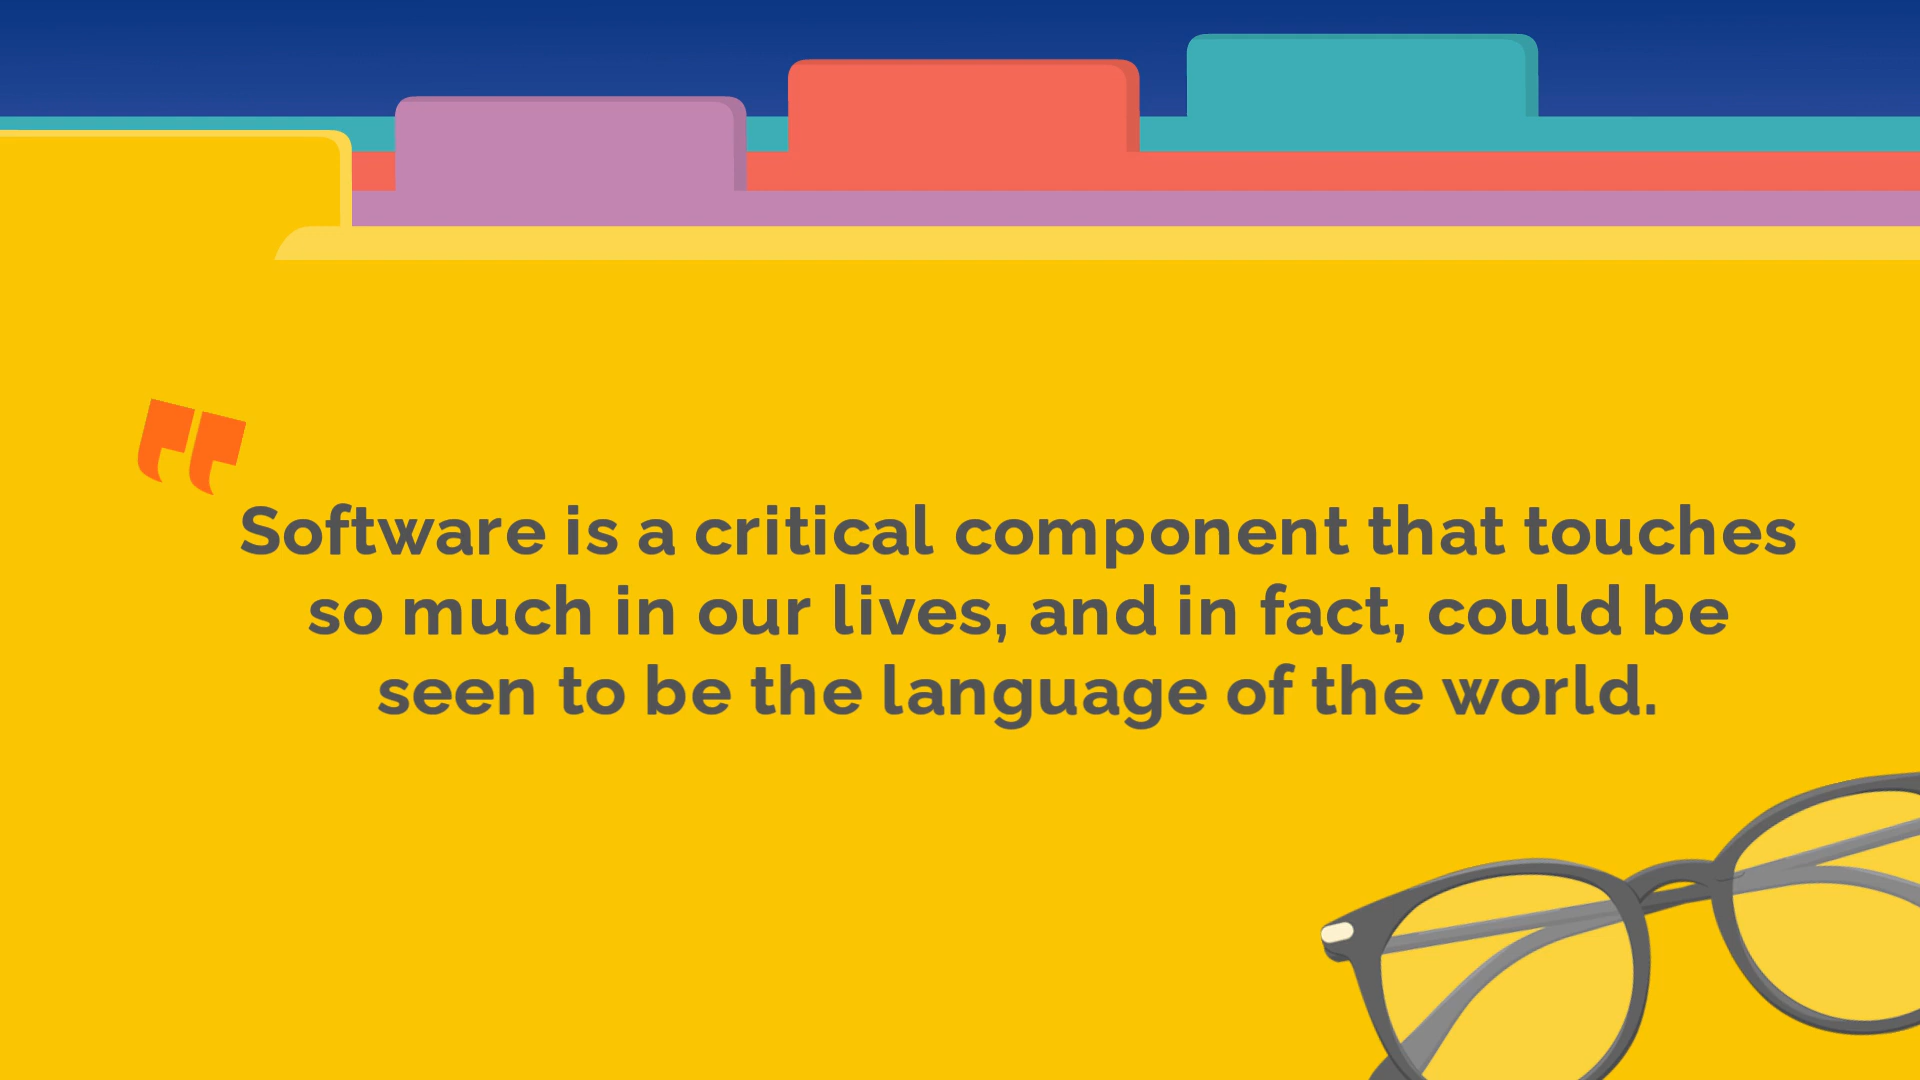 “
Software is a critical component that touches
so much in our lives, and in fact, could be
seen to be the language of the world.